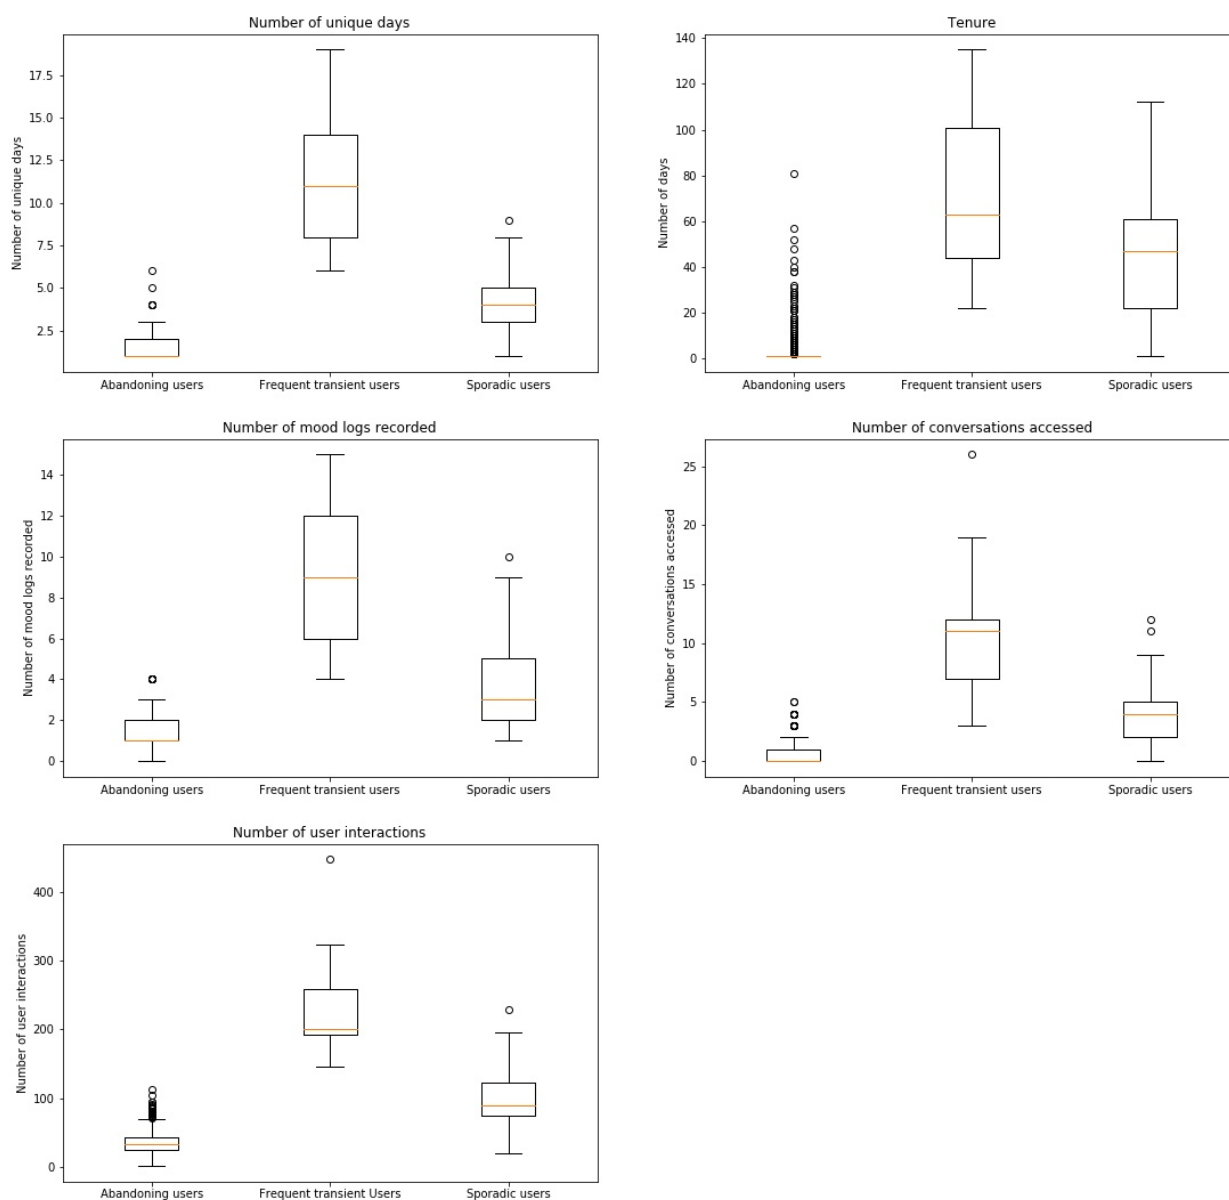 Number of unique days
Number of unique days
17.5
15.0
12.5
10.0
7.5
5.0
2.5
Abandoning users
Frequent transient users
Sporadic users
Tenure
Number of days
140
120
100
80
60
40
20
0
Abandoning users
Frequent transient users
Sporadic users
Number of mood logs recorded
Number of mood logs recorded
14
12
10
8
6
4
2
0
Abandoning users
Frequent transient users
Sporadic users
Number of conversations accessed
Number of conversations accessed
25
20
15
10
5
0
Abandoning users
Frequent transient users
Sporadic users
Number of user interactions
Number of user interactions
400
300
200
100
0
Abandoning users
Frequent transient Users
Sporadic users